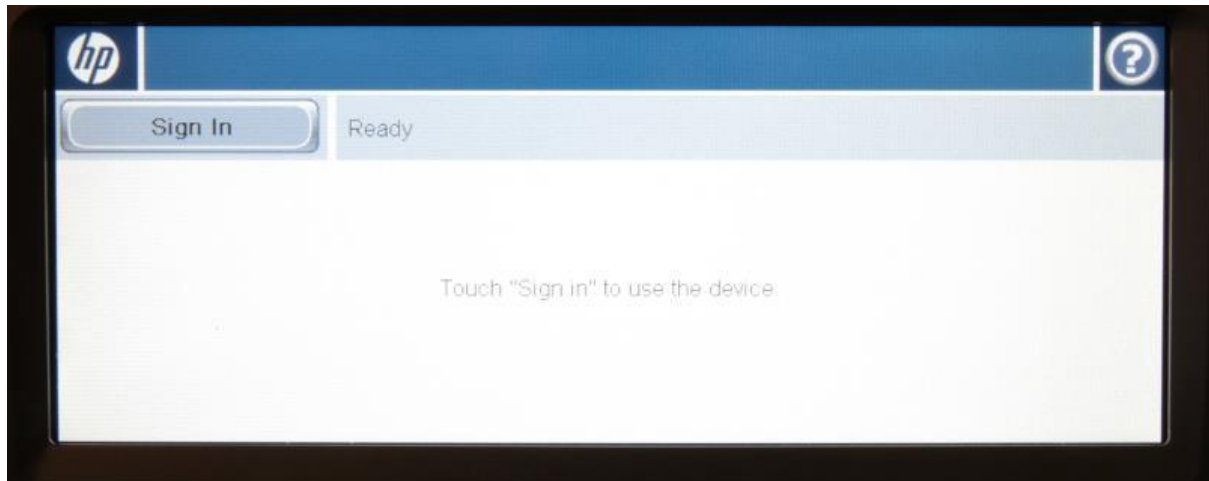 hp
?
Sign In
Ready
Touch "Sign in" to use the device.